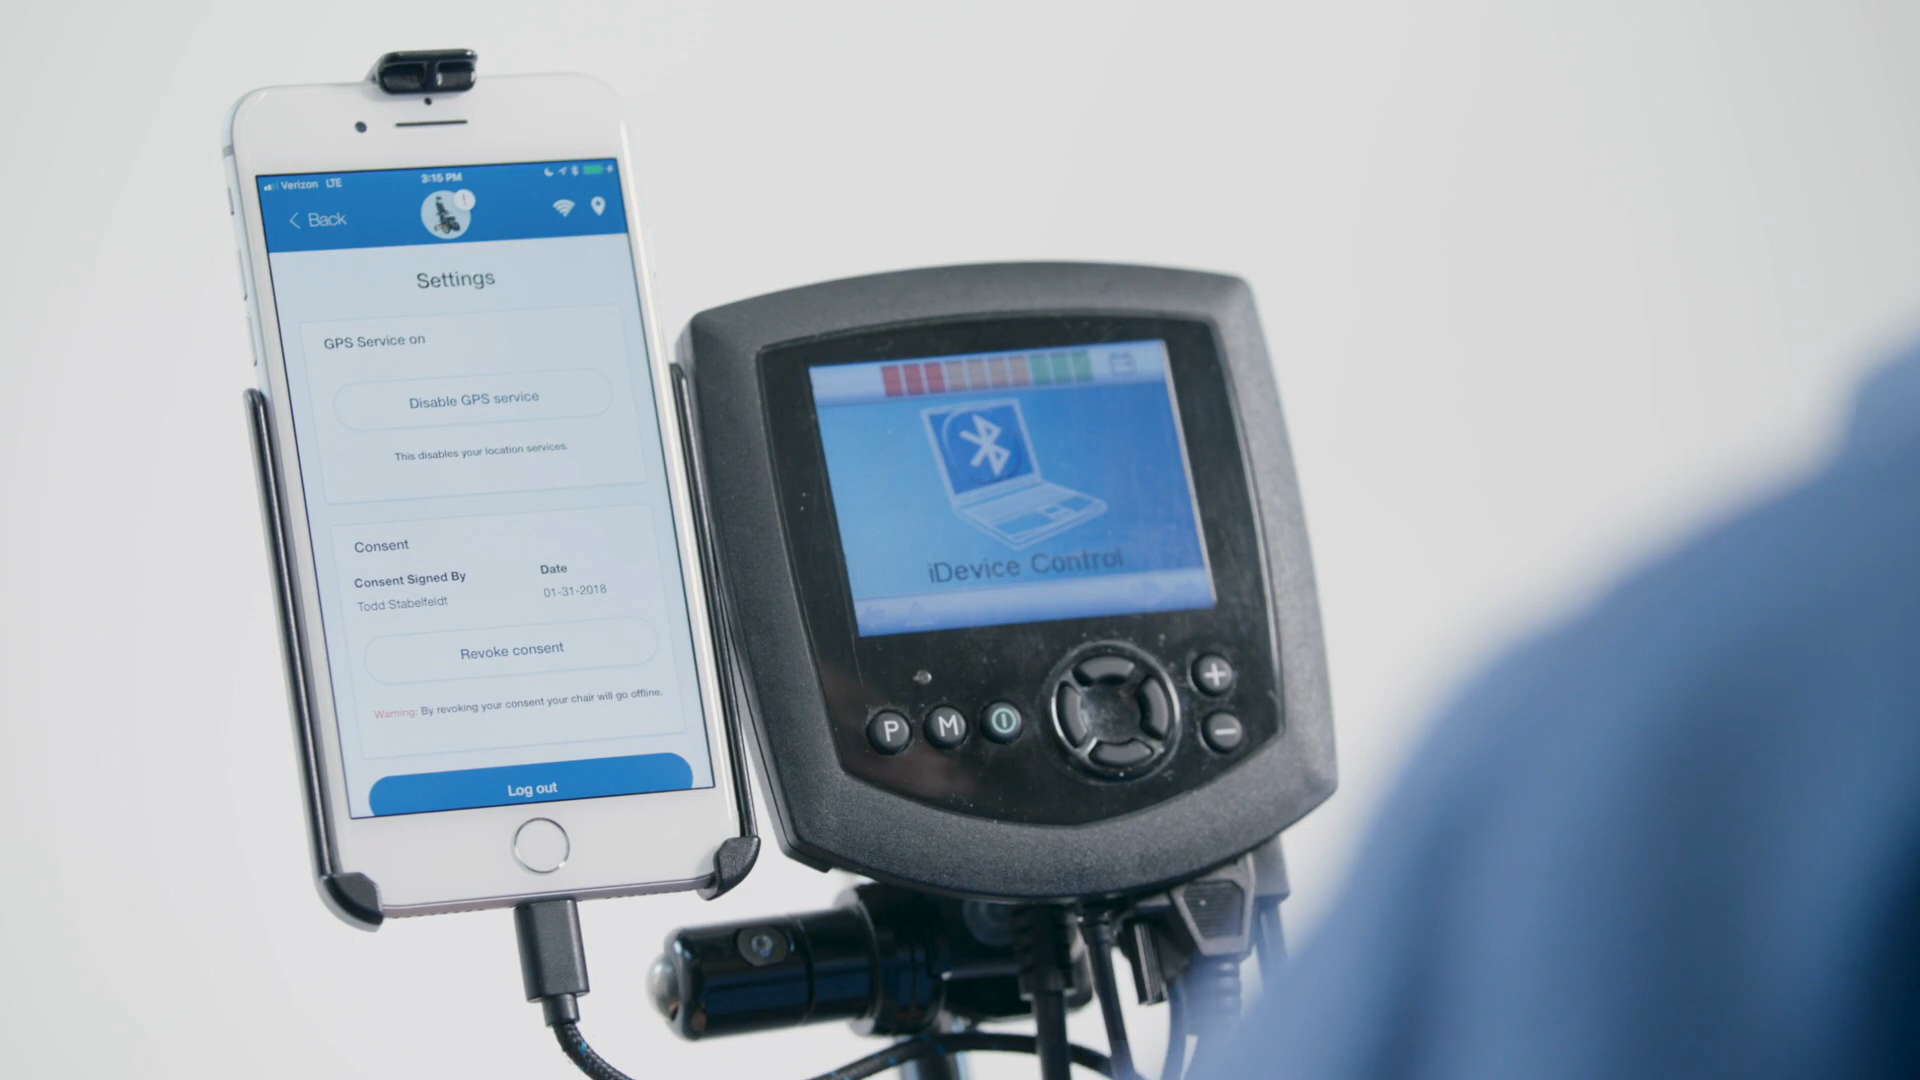 Verizon LTE
3:15 PM
Back
Settings
GPS Service on
Disable GPS service
This disables your location services.
Consent
Consent Signed By
Date
Todd Stabelfeldt
01-31-2018
Revoke consent
Warning: By revoking your consent your chair will go offline.
Log out
iDevice Control
P
M
+
−